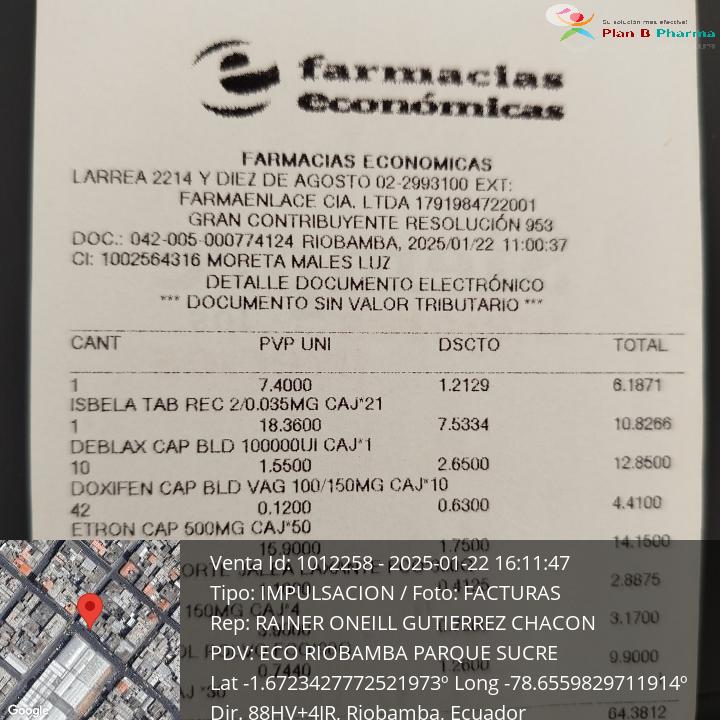 Su solución mas efectiva!
Plan B Pharma
farmacias
económicas
FARMACIAS ECONOMICAS
LARREA 2214 Y DIEZ DE AGOSTO 02-2993100 EXT:
FARMAENLACE CIA. LTDA 1791984722001
GRAN CONTRIBUYENTE RESOLUCIÓN 953
DOC.: 042-005-000774124 RIOBAMBA, 2025/01/22 11:00:37
CI: 1002564316 MORETA MALES LUZ
DETALLE DOCUMENTO ELECTRÓNICO
*** DOCUMENTO SIN VALOR TRIBUTARIO ***
CANT PVP UNI DSCTO TOTAL
1 7.4000 1.2129 6.1871
ISBELA TAB REC 2/0.035MG CAJ*21
1 18.3600 7.5334 10.8266
DEBLAX CAP BLD 100000UI CAJ*1
10 1.5500 2.6500 12.8500
DOXIFEN CAP BLD VAG 100/150MG CAJ*10
42 0.1200 0.6300 4.4100
ETRON CAP 500MG CAJ*50
15.9000 1.7500 14.1500
2.8875
150MG CAJ*4
3.1700
9.9000
0.7440 1.2600
64.3812
Venta Id: 1012258 - 2025-01-22 16:11:47
Tipo: IMPULSACION / Foto: FACTURAS
Rep: RAINER ONEILL GUTIERREZ CHACON
PDV: ECO RIOBAMBA PARQUE SUCRE
Lat -1.6723427772521973º Long -78.6559829711914º
Dir. 88HV+4JR, Riobamba, Ecuador
Google